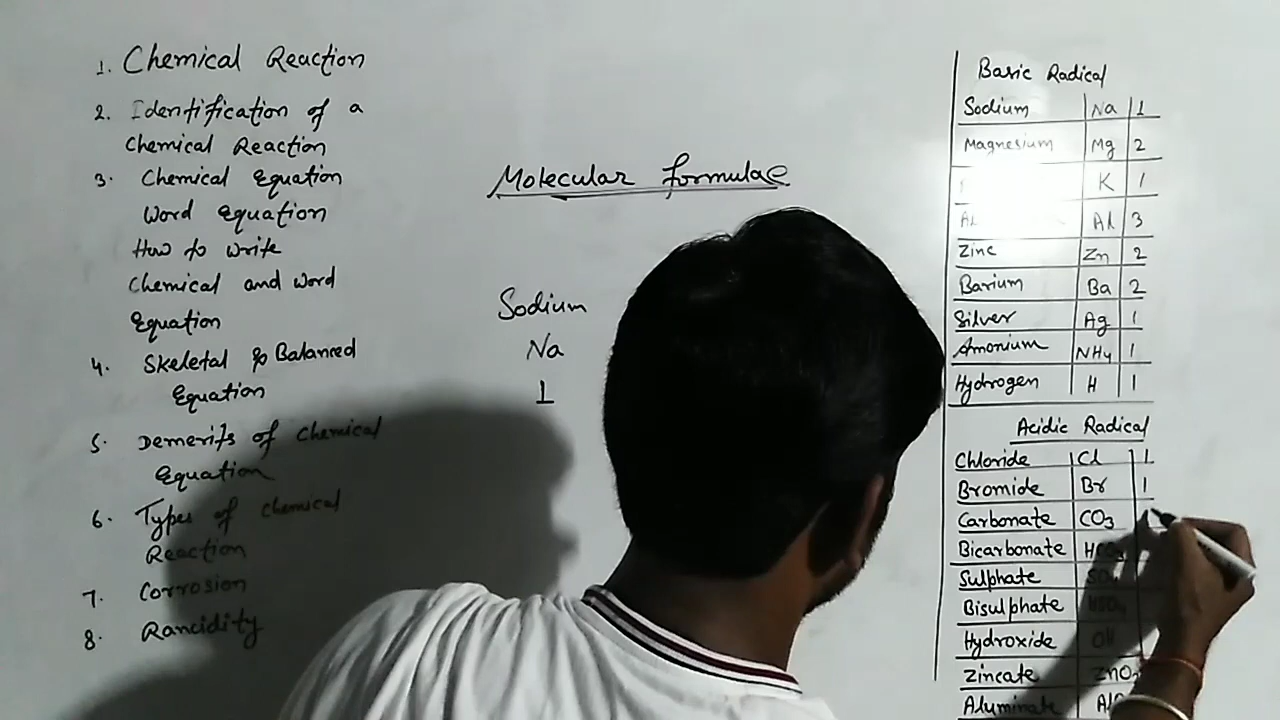 1. Chemical Reaction
2. Identification of a
Chemical Reaction
3. Chemical Equation
Word Equation
How to write
Chemical and word
Equation
4. Skeletal & Balanced
Equation
5. Demerits of Chemical
Equation
6. Types of Chemical
Reaction
7. Corrosion
8. Rancidity
Molecular formulae
Sodium
Na
1
Basic Radical
Sodium Na 1
Magnesium Mg 2
K 1
Al 3
Zinc Zn 2
Barium Ba 2
Silver Ag 1
Amonium NH4 1
Hydrogen H 1
Acidic Radical
Chloride Cl 1
Bromide Br 1
Carbonate CO3
Bicarbonate HCO3
Sulphate SO4
Bisulphate HSO4
Hydroxide OH
Zincate ZnO2
Aluminate